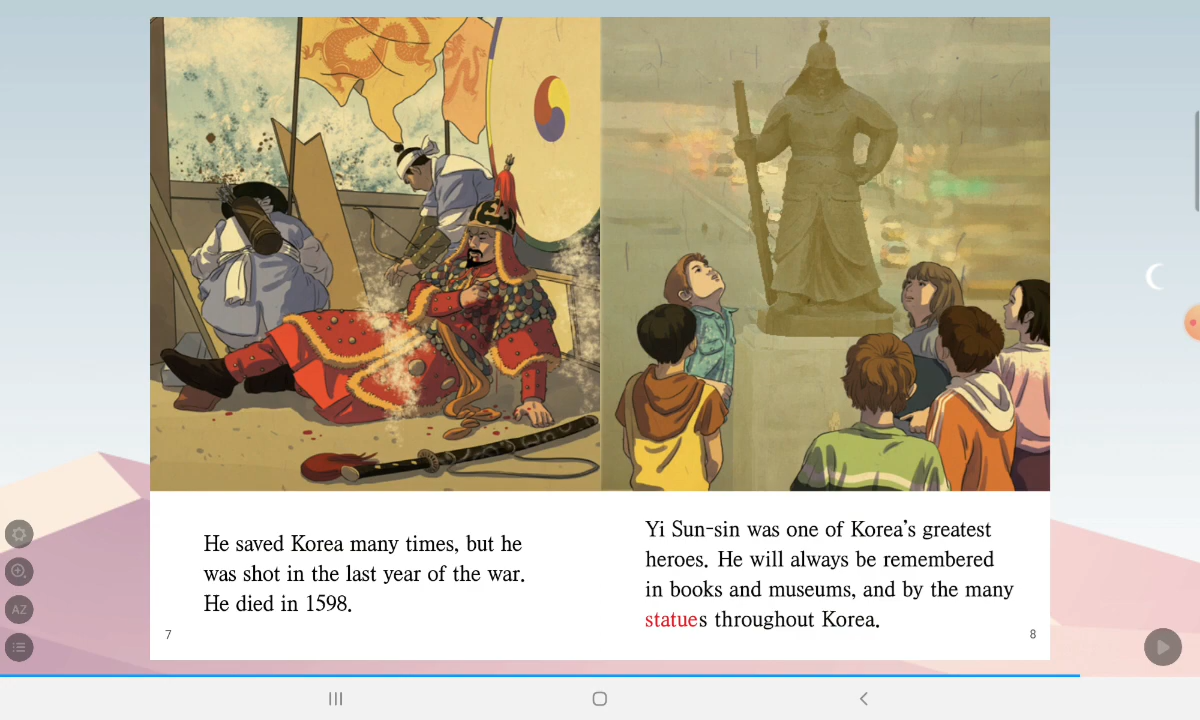 He saved Korea many times, but he
was shot in the last year of the war.
He died in 1598.
7
Yi Sun-sin was one of Korea's greatest
heroes. He will always be remembered
in books and museums, and by the many
statues throughout Korea.
8
AZ